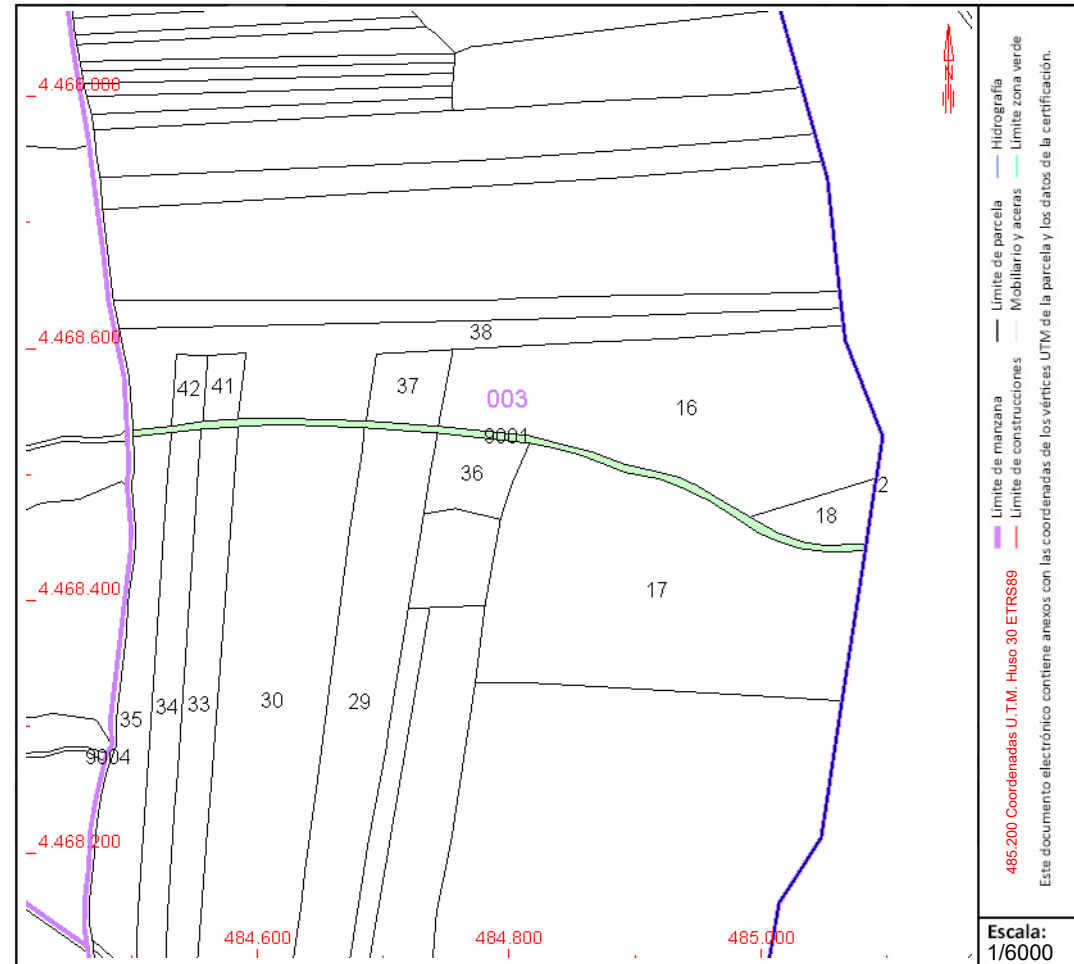 4.468.000
N
4.468.600
38
42
41
37
003
16
9001
36
2
18
4.468.400
17
35
34
33
30
29
9004
4.468.200
484.600
484.800
485.000
Hidrografía
Límite zona verde
Límite de parcela
Mobiliario y aceras
Límite de manzana
Límite de construcciones
485.200 Coordenadas U.T.M. Huso 30 ETRS89
Este documento electrónico contiene anexos con las coordenadas de los vértices UTM de la parcela y los datos de la certificación.
Escala:
1/6000